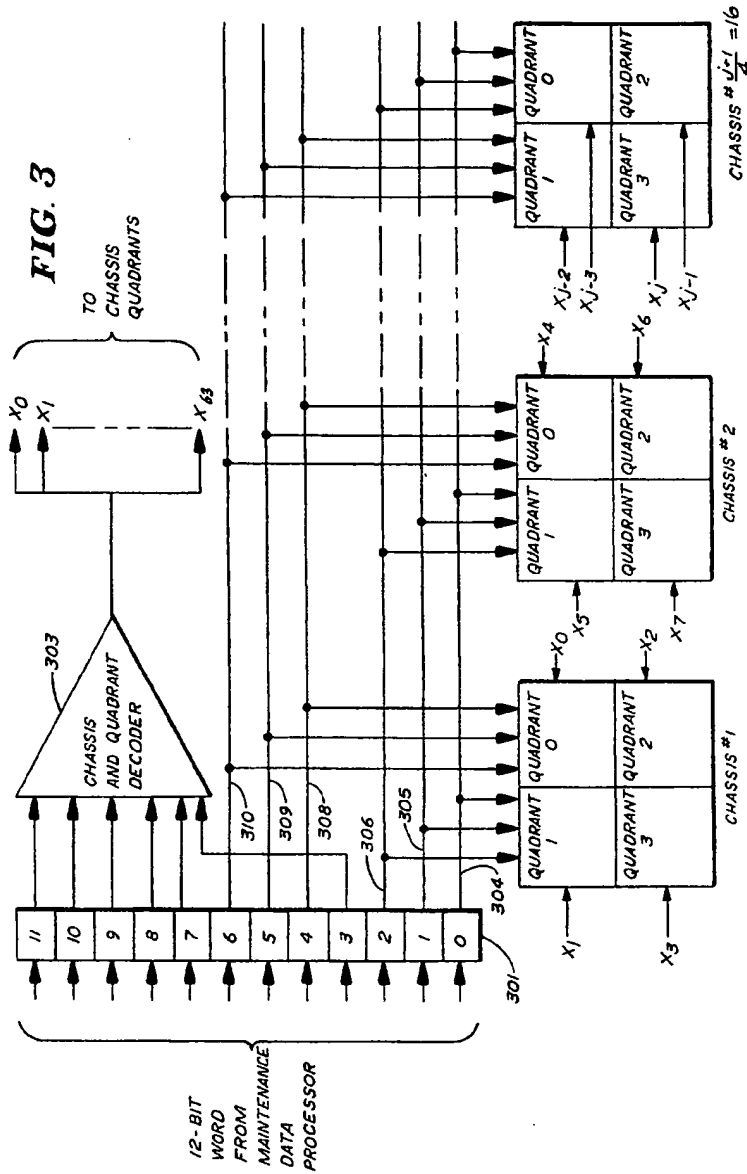 FIG. 3
12-BIT
WORD
FROM
MAINTENANCE
DATA
PROCESSOR
11
10
9
8
7
6
5
4
3
2
1
0
301
303
CHASSIS
AND QUADRANT
DECODER
X0
X1
X63
TO
CHASSIS
QUADRANTS
310
309
308
306
305
304
QUADRANT
1
QUADRANT
0
QUADRANT
3
QUADRANT
2
X1
X3
X0
X2
CHASSIS #1
QUADRANT
1
QUADRANT
0
QUADRANT
3
QUADRANT
2
X5
X7
X4
X6
CHASSIS #2
QUADRANT
1
QUADRANT
0
QUADRANT
3
QUADRANT
2
Xj-2
Xj-3
Xj
Xj-1
CHASSIS # j+1/4 = 16